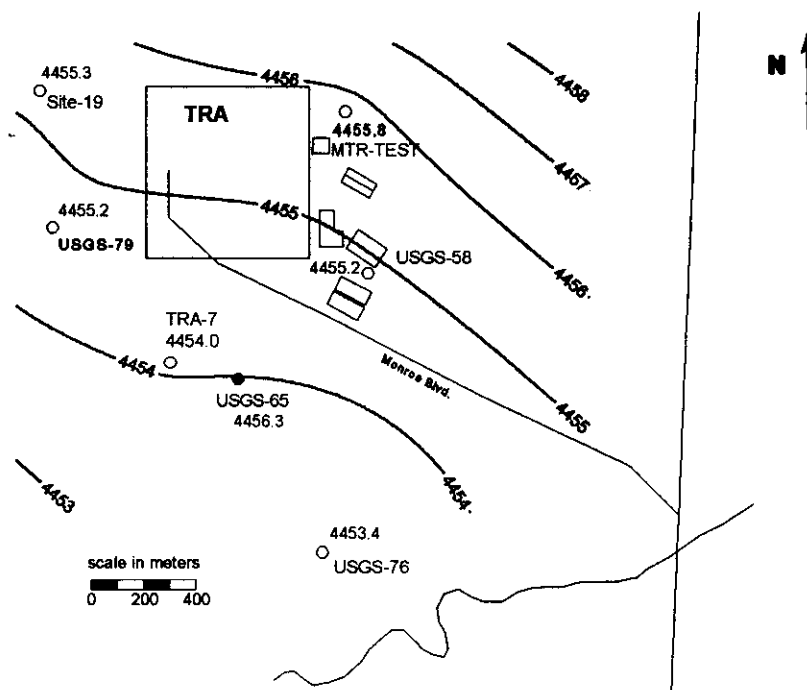 4458
N
4455.3
Site-19
4456
TRA
4455.8
MTR-TEST
4457
4455.2
USGS-79
4455
USGS-58
4455.2
4456.
TRA-7
4454.0
4454
Monroe Blvd.
USGS-65
4456.3
4455
4453
4454.
4453.4
USGS-76
scale in meters
0 200 400